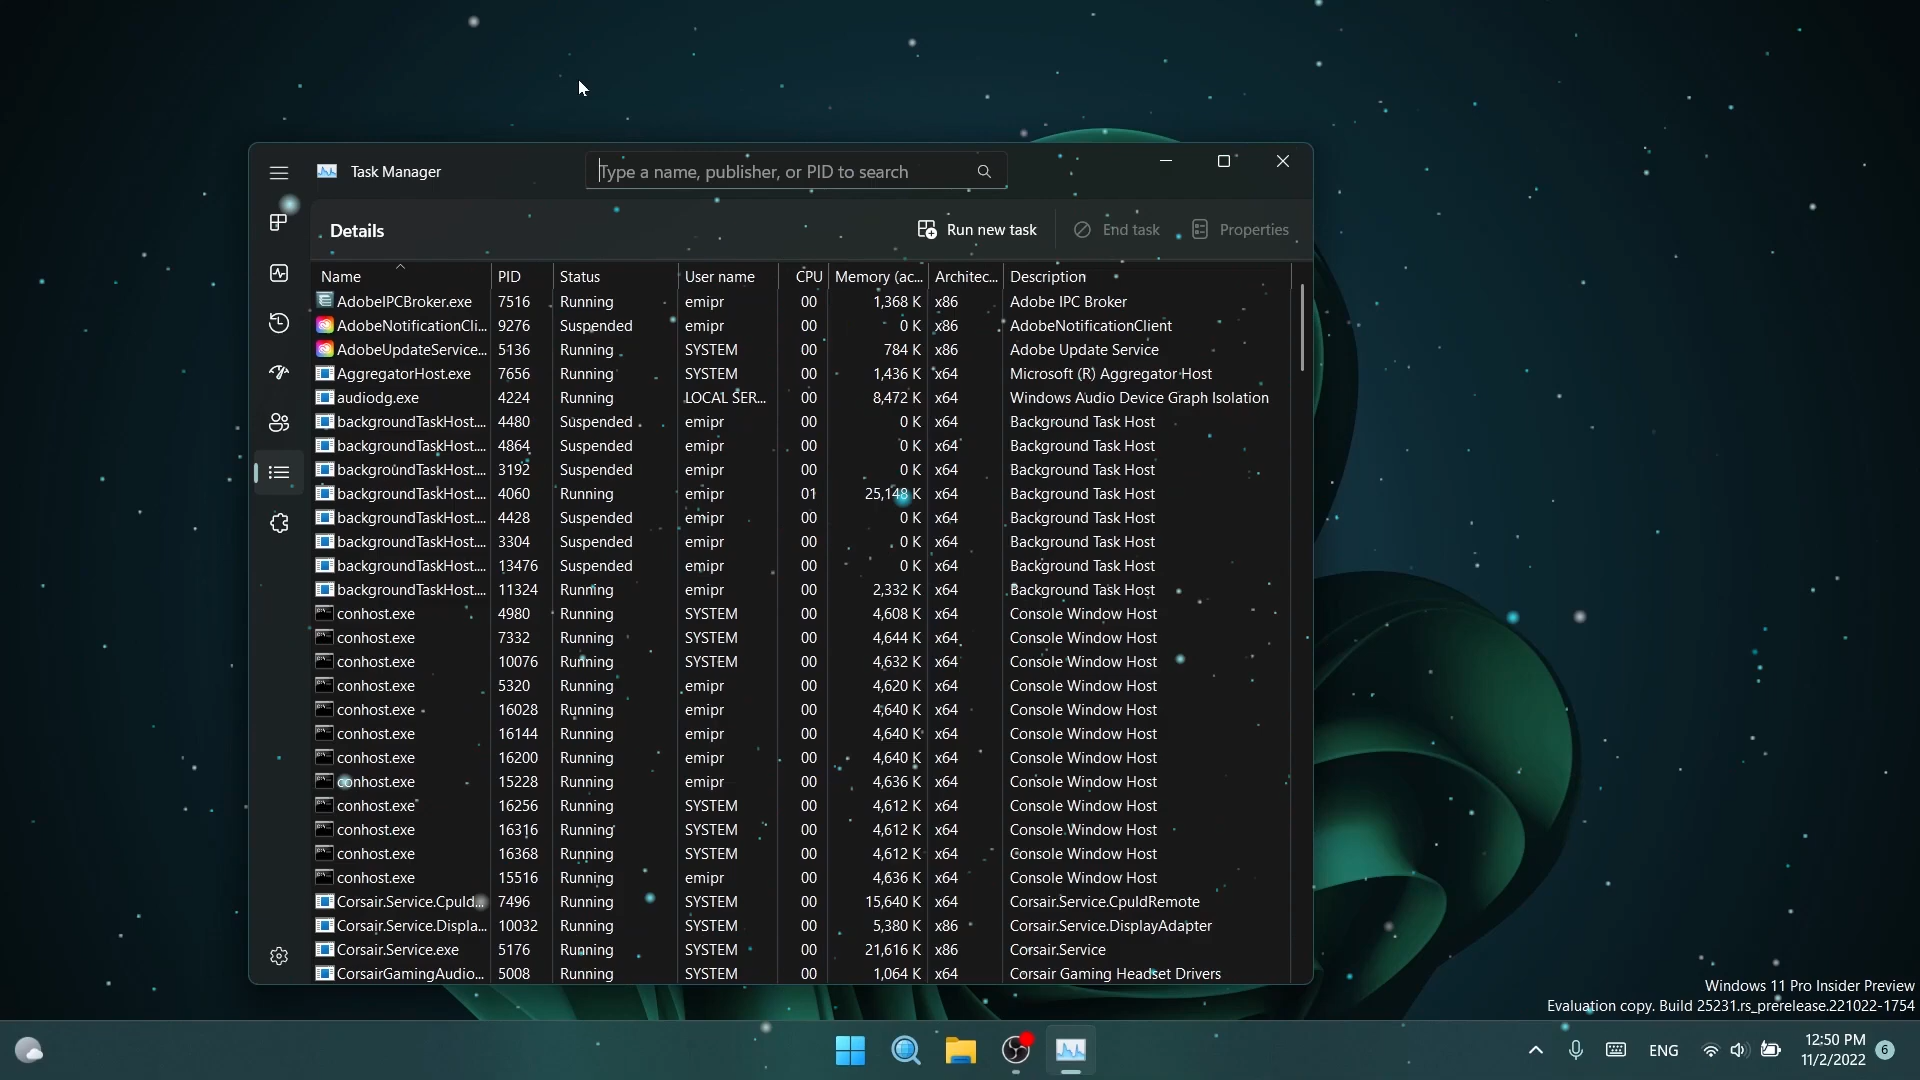 Task Manager
Type a name, publisher, or PID to search
Details
Run new task
End task
Properties
Name PID Status User name CPU Memory (ac... Architec... Description
AdobeIPCBroker.exe 7516 Running emipr 00 1,368 K x86 Adobe IPC Broker
AdobeNotificationCli... 9276 Suspended emipr 00 0 K x86 AdobeNotificationClient
AdobeUpdateService... 5136 Running SYSTEM 00 784 K x86 Adobe Update Service
AggregatorHost.exe 7656 Running SYSTEM 00 1,436 K x64 Microsoft (R) Aggregator Host
audiodg.exe 4224 Running LOCAL SER... 00 8,472 K x64 Windows Audio Device Graph Isolation
backgroundTaskHost.... 4480 Suspended emipr 00 0 K x64 Background Task Host
backgroundTaskHost.... 4864 Suspended emipr 00 0 K x64 Background Task Host
backgroundTaskHost.... 3192 Suspended emipr 00 0 K x64 Background Task Host
backgroundTaskHost.... 4060 Running emipr 01 25,148 K x64 Background Task Host
backgroundTaskHost.... 4428 Suspended emipr 00 0 K x64 Background Task Host
backgroundTaskHost.... 3304 Suspended emipr 00 0 K x64 Background Task Host
backgroundTaskHost.... 13476 Suspended emipr 00 0 K x64 Background Task Host
backgroundTaskHost.... 11324 Running emipr 00 2,332 K x64 Background Task Host
conhost.exe 4980 Running SYSTEM 00 4,608 K x64 Console Window Host
conhost.exe 7332 Running SYSTEM 00 4,644 K x64 Console Window Host
conhost.exe 10076 Running SYSTEM 00 4,632 K x64 Console Window Host
conhost.exe 5320 Running emipr 00 4,620 K x64 Console Window Host
conhost.exe 16028 Running emipr 00 4,640 K x64 Console Window Host
conhost.exe 16144 Running emipr 00 4,640 K x64 Console Window Host
conhost.exe 16200 Running emipr 00 4,640 K x64 Console Window Host
conhost.exe 15228 Running emipr 00 4,636 K x64 Console Window Host
conhost.exe 16256 Running SYSTEM 00 4,612 K x64 Console Window Host
conhost.exe 16316 Running SYSTEM 00 4,612 K x64 Console Window Host
conhost.exe 16368 Running SYSTEM 00 4,612 K x64 Console Window Host
conhost.exe 15516 Running emipr 00 4,636 K x64 Console Window Host
Corsair.Service.CpuId... 7496 Running SYSTEM 00 15,640 K x64 Corsair.Service.CpuIdRemote
Corsair.Service.Displa... 10032 Running SYSTEM 00 5,380 K x86 Corsair.Service.DisplayAdapter
Corsair.Service.exe 5176 Running SYSTEM 00 21,616 K x86 Corsair.Service
CorsairGamingAudio... 5008 Running SYSTEM 00 1,064 K x64 Corsair Gaming Headset Drivers
Windows 11 Pro Insider Preview
Evaluation copy. Build 25231.rs_prerelease.221022-1754
ENG
12:50 PM
11/2/2022
6